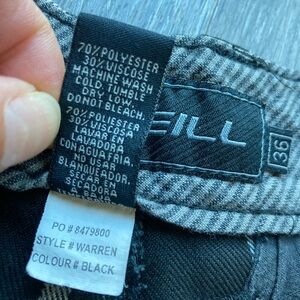 70% POLYESTER
30% VISCOSE
MACHINE WASH
COLD, TUMBLE
DRY LOW.
DO NOT BLEACH.
70% POLIESTER
30% VISCOSA
LAVAR EN
LAVADORA
CON AGUA FRIA.
NO USAR
BLANQUEADOR.
SECAR EN
SECADORA
EILL
36
PO # 8479800
STYLE # WARREN
COLOUR # BLACK